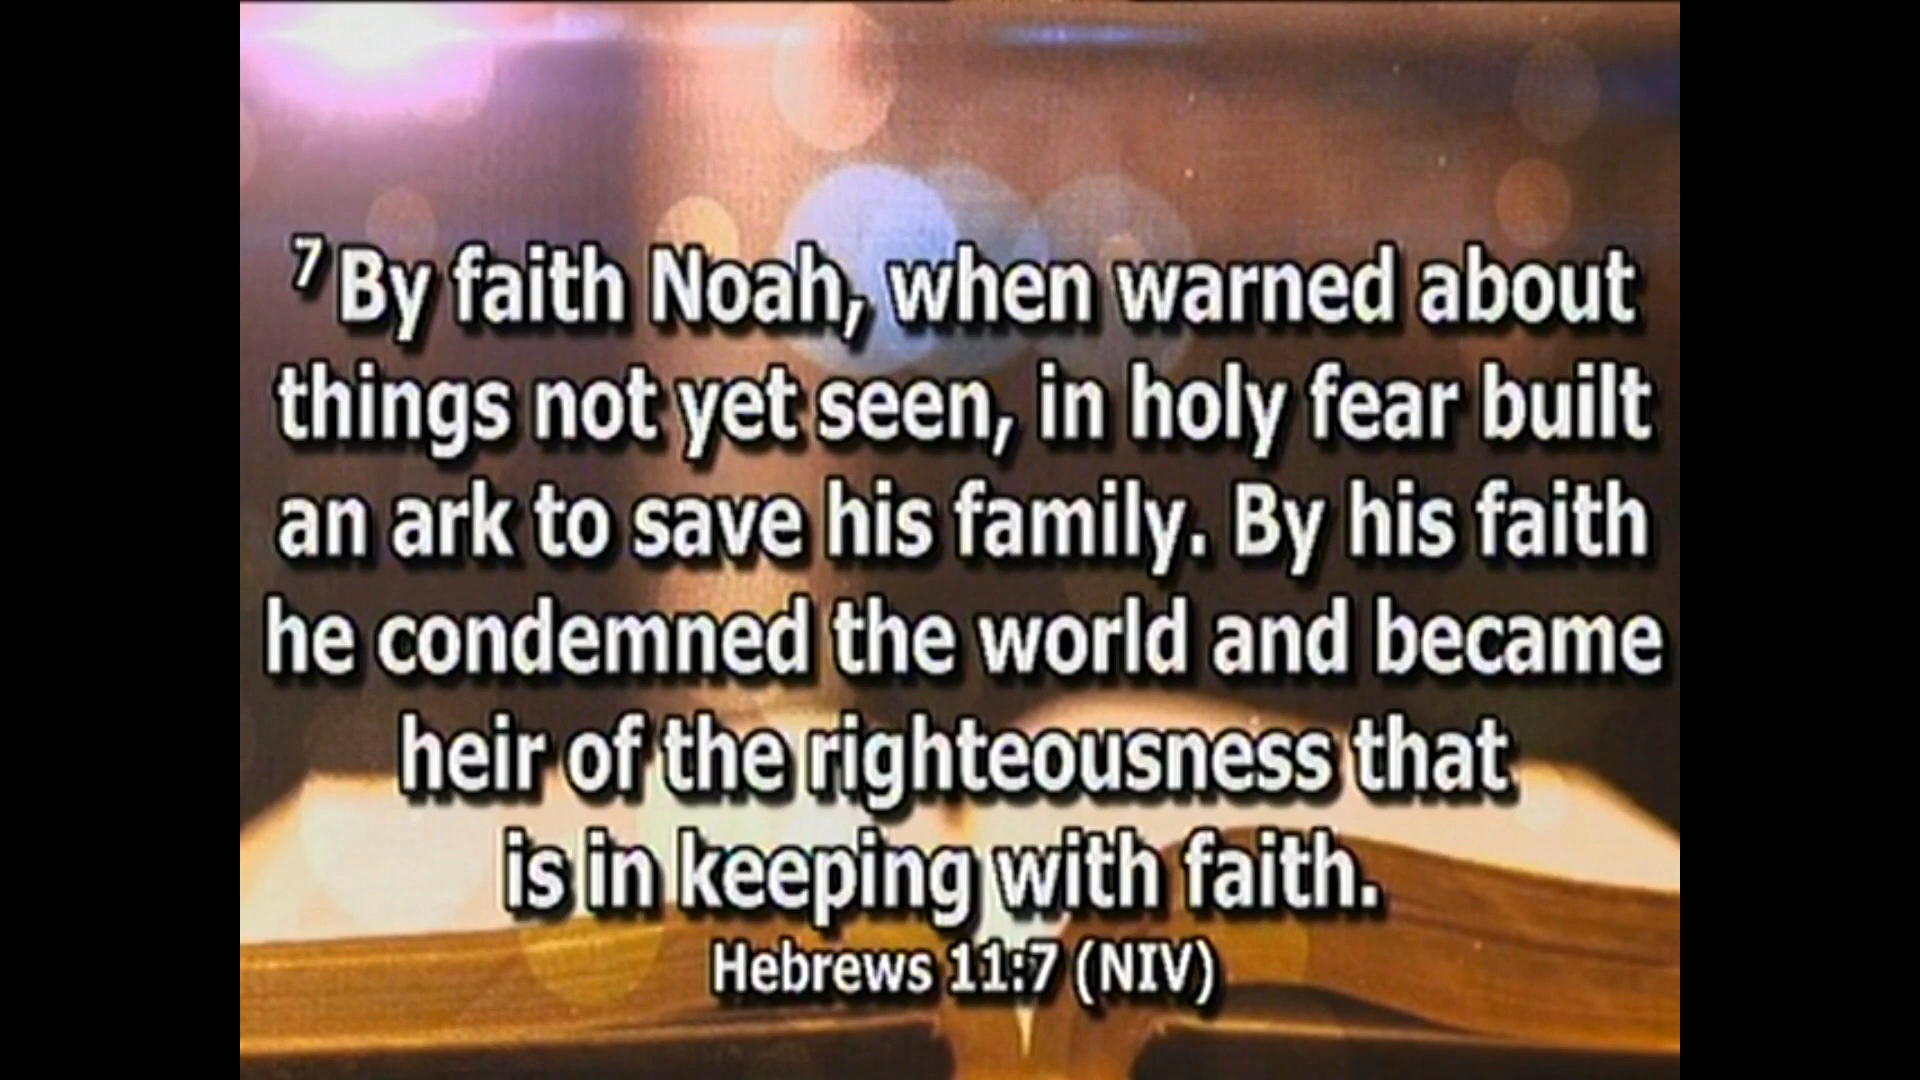 7 By faith Noah, when warned about
things not yet seen, in holy fear built
an ark to save his family. By his faith
he condemned the world and became
heir of the righteousness that
is in keeping with faith.
Hebrews 11:7 (NIV)